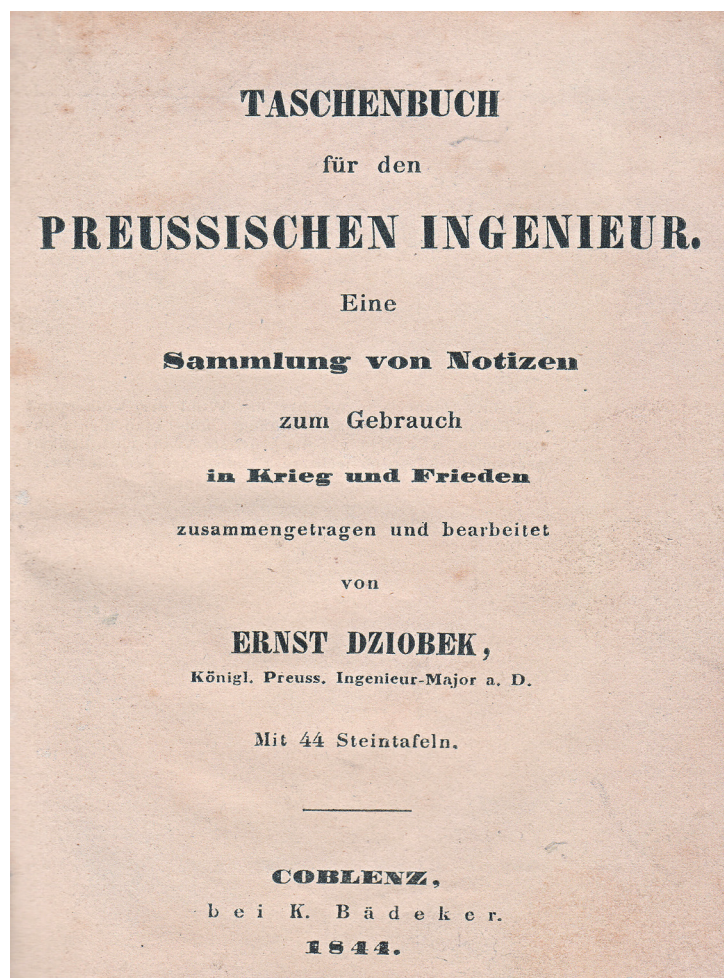 TASCHENBUCH
für den
PREUSSISCHEN INGENIEUR.
Eine
Sammlung von Notizen
zum Gebrauch
in Krieg und Frieden
zusammengetragen und bearbeitet
von
ERNST DZIOBEK,
Königl. Preuss. Ingenieur-Major a. D.
Mit 44 Steintafeln.
COBLENZ,
bei K. Bädeker.
1844.